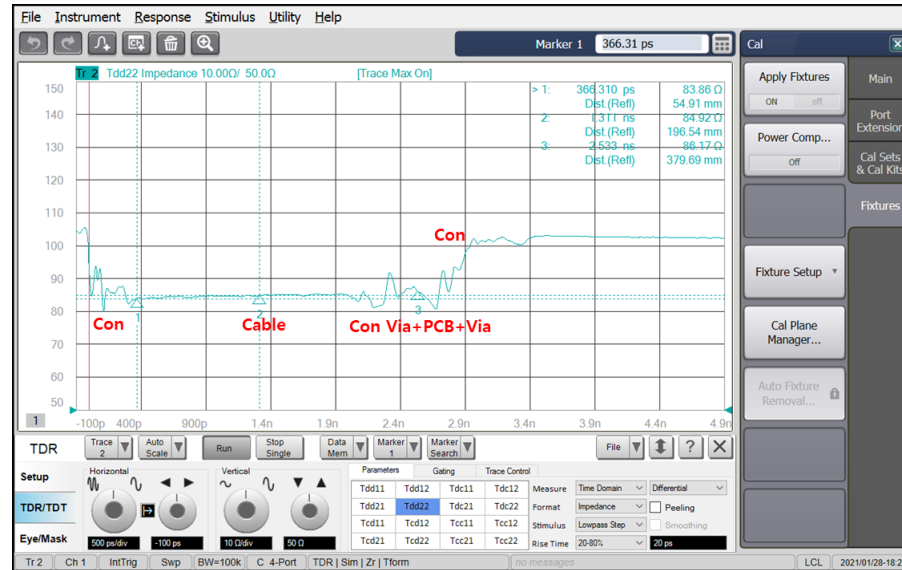 File Instrument Response Stimulus Utility Help
Marker 1 366.31 ps
Cal
Tr 2 Tdd22 Impedance 10.00Ω/ 50.0Ω [Trace Max On]
> 1: 366.310 ps 83.86 Ω
Dist.(Refl) 54.91 mm
2: 1.311 ns 84.92 Ω
Dist.(Refl) 196.54 mm
3: 2.533 ns 86.17 Ω
Dist.(Refl) 379.69 mm
150
140
130
120
110
100
90
80
70
60
50
Con
Con
Cable
Con Via+PCB+Via
1
2
3
1
-100p 400p 900p 1.4n 1.9n 2.4n 2.9n 3.4n 3.9n 4.4n 4.9n
Apply Fixtures
ON off
Power Comp...
Off
Fixture Setup
Cal Plane
Manager...
Auto Fixture
Removal...
Main
Port
Extension
Cal Sets
& Cal Kits
Fixtures
TDR
Trace
2
Auto
Scale
Run
Stop
Single
Data
Mem
Marker
1
Marker
Search
File
?
Setup
TDR/TDT
Eye/Mask
Horizontal
500 ps/div
-100 ps
Vertical
10 Ω/div
50 Ω
Parameters Gating Trace Control
Tdd11 Tdd12 Tdc11 Tdc12
Tdd21 Tdd22 Tdc21 Tdc22
Tcd11 Tcd12 Tcc11 Tcc12
Tcd21 Tcd22 Tcc21 Tcc22
Measure Time Domain Differential
Format Impedance Peeling
Stimulus Lowpass Step Smoothing
Rise Time 20-80% 20 ps
Tr 2 Ch 1 IntTrig Swp BW=100k C 4-Port TDR | Sim | Zr | Tform no messages LCL 2021/01/28-18:2